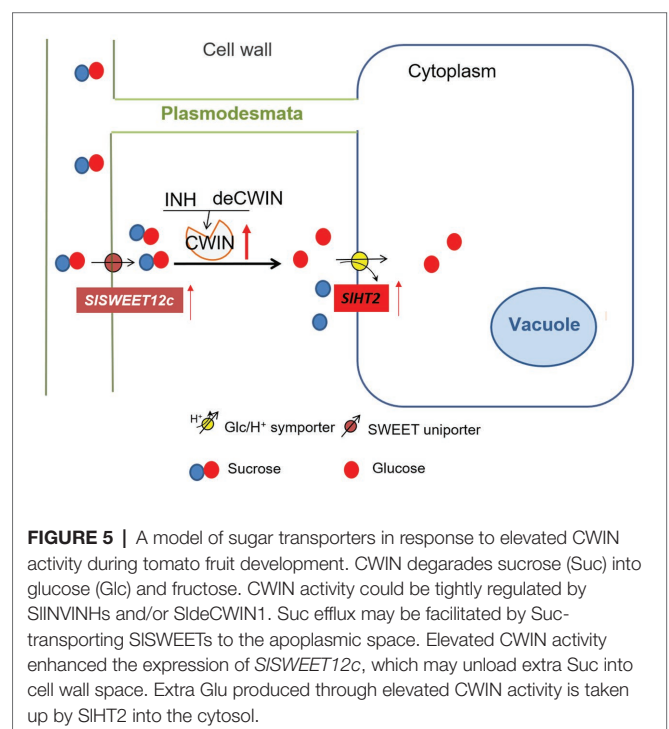 Cell wall
Cytoplasm
Plasmodesmata
INH deCWIN
CWIN
SlSWEET12c
SlHT2
Vacuole
H+ Glc/H+ symporter SWEET uniporter
Sucrose Glucose
FIGURE 5 | A model of sugar transporters in response to elevated CWIN
activity during tomato fruit development. CWIN degarades sucrose (Suc) into
glucose (Glc) and fructose. CWIN activity could be tightly regulated by
SlINVINHs and/or SldeCWIN1. Suc efflux may be facilitated by Suc-
transporting SlSWEETs to the apoplasmic space. Elevated CWIN activity
enhanced the expression of SlSWEET12c, which may unload extra Suc into
cell wall space. Extra Glu produced through elevated CWIN activity is taken
up by SlHT2 into the cytosol.